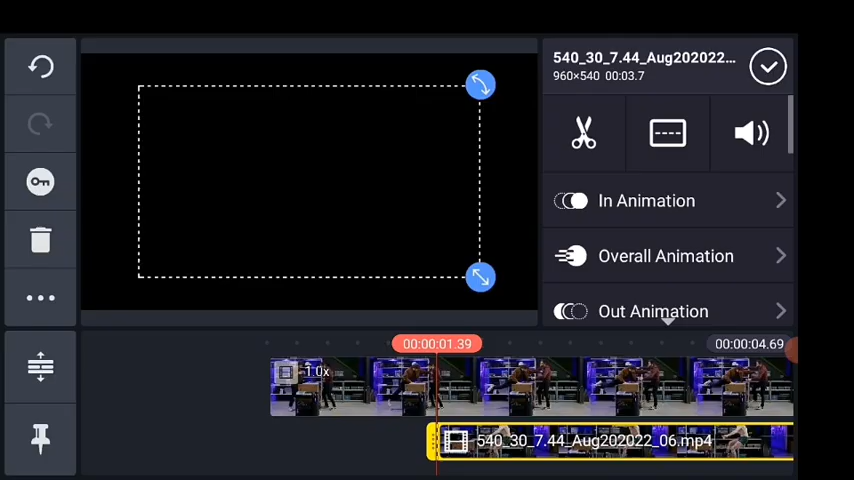 540_30_7.44_Aug202022...
960×540 00:03.7
In Animation
Overall Animation
Out Animation
00:00:01.39
00:00:04.69
1.0x
540_30_7.44_Aug202022_06.mp4